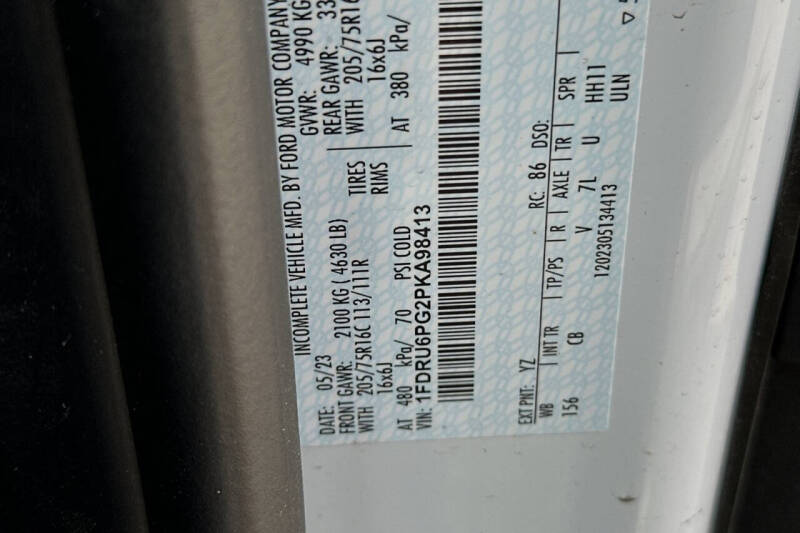 INCOMPLETE VEHICLE MFD. BY FORD MOTOR COMPANY
DATE: 05/23 GVWR: 4990 KG
FRONT GAWR: 2100 KG ( 4630 LB) REAR GAWR: 33
WITH 205/75R16C 113/111R TIRES WITH 205/75R16
16x6J RIMS 16x6J
AT 480 kPa/ 70 PSI COLD AT 380 kPa/
VIN: 1FDRU6PG2PKA98413
EXT PNT: YZ RC: 86 DSO:
WB INT TR TP/PS R AXLE TR SPR
156 CB V 7L U HH11
ULN
1202305134413